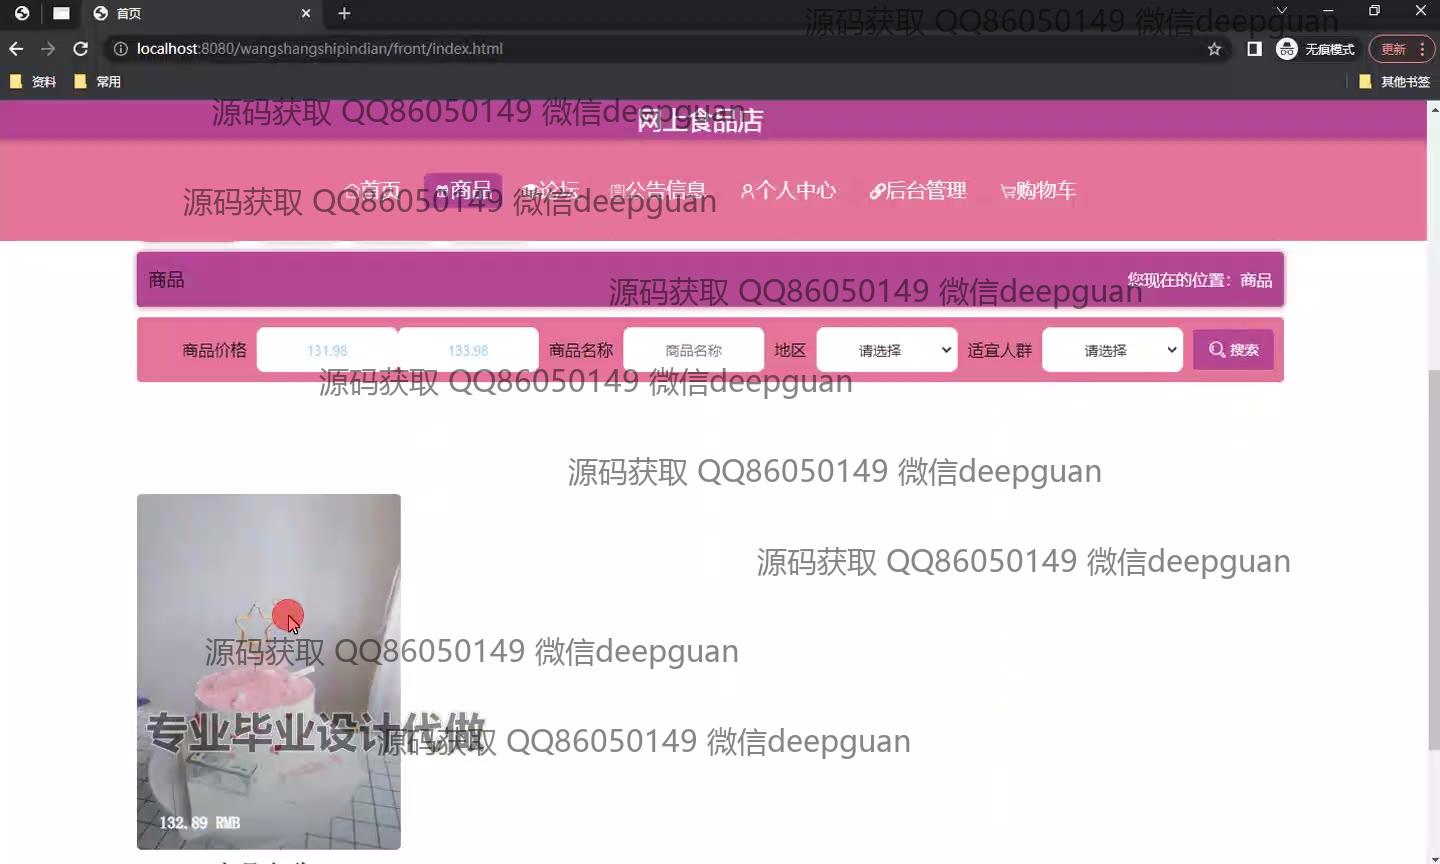 首页
源码获取 QQ86050149 微信deepguan
localhost:8080/wangshangshipindian/front/index.html
无痕模式
更新
资料
常用
其他书签
源码获取 QQ86050149 微信deepguan
网上食品店
首页
商品
论坛
公告信息
个人中心
后台管理
购物车
源码获取 QQ86050149 微信deepguan
商品
您现在的位置：商品
源码获取 QQ86050149 微信deepguan
商品价格
131.98
133.98
商品名称
商品名称
地区
请选择
适宜人群
请选择
搜索
源码获取 QQ86050149 微信deepguan
源码获取 QQ86050149 微信deepguan
源码获取 QQ86050149 微信deepguan
源码获取 QQ86050149 微信deepguan
专业毕业设计代做
源码获取 QQ86050149 微信deepguan
132.89 RMB